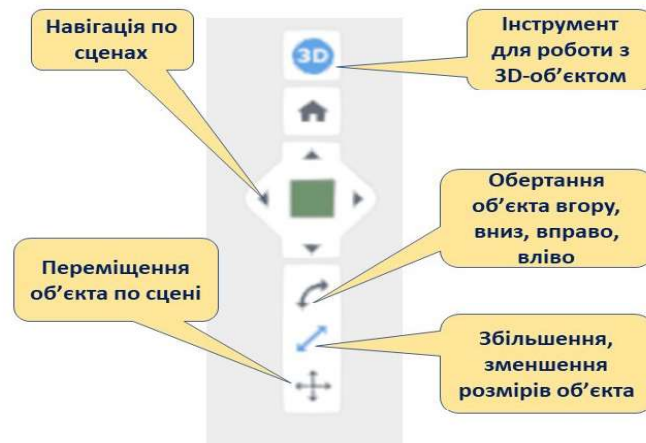 Навігація по
сценах
3D
Інструмент
для роботи з
3D-об’єктом
Обертання
об’єкта вгору,
вниз, вправо,
вліво
Переміщення
об’єкта по сцені
Збільшення,
зменшення
розмірів об’єкта